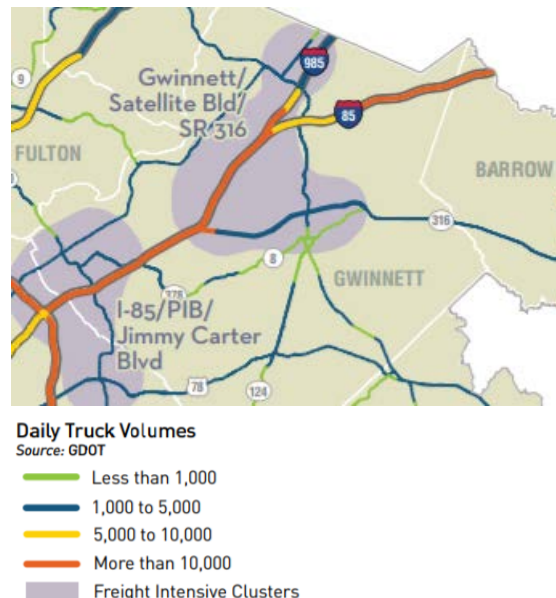 985
Gwinnett/
Satellite Bld/
SR 316
9
85
FULTON
BARROW
316
8
GWINNETT
378
I-85/PIB/
Jimmy Carter
Blvd
78
124
Daily Truck Volumes
Source: GDOT
Less than 1,000
1,000 to 5,000
5,000 to 10,000
More than 10,000
Freight Intensive Clusters